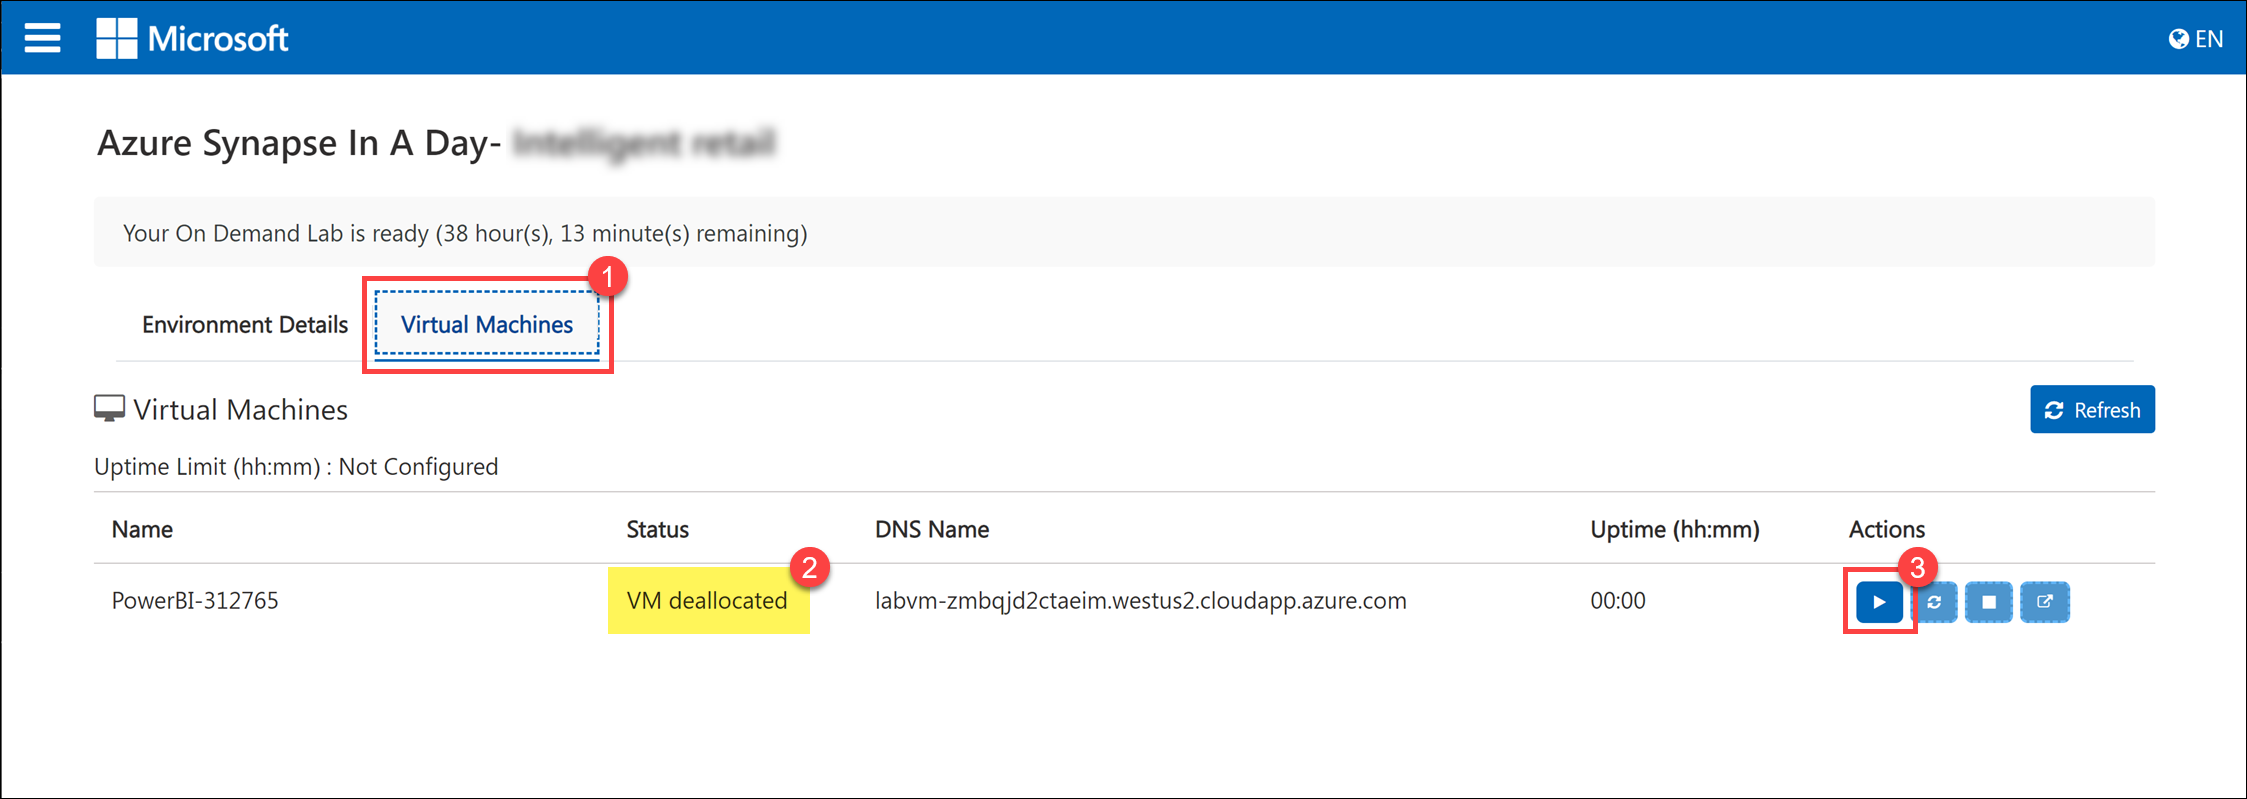 Microsoft
EN
Azure Synapse In A Day- Intelligent retail
Your On Demand Lab is ready (38 hour(s), 13 minute(s) remaining)
1
Environment Details Virtual Machines
Virtual Machines
Refresh
Uptime Limit (hh:mm) : Not Configured
Name Status DNS Name Uptime (hh:mm) Actions
2 3
PowerBI-312765 VM deallocated labvm-zmbqjd2ctaeim.westus2.cloudapp.azure.com 00:00